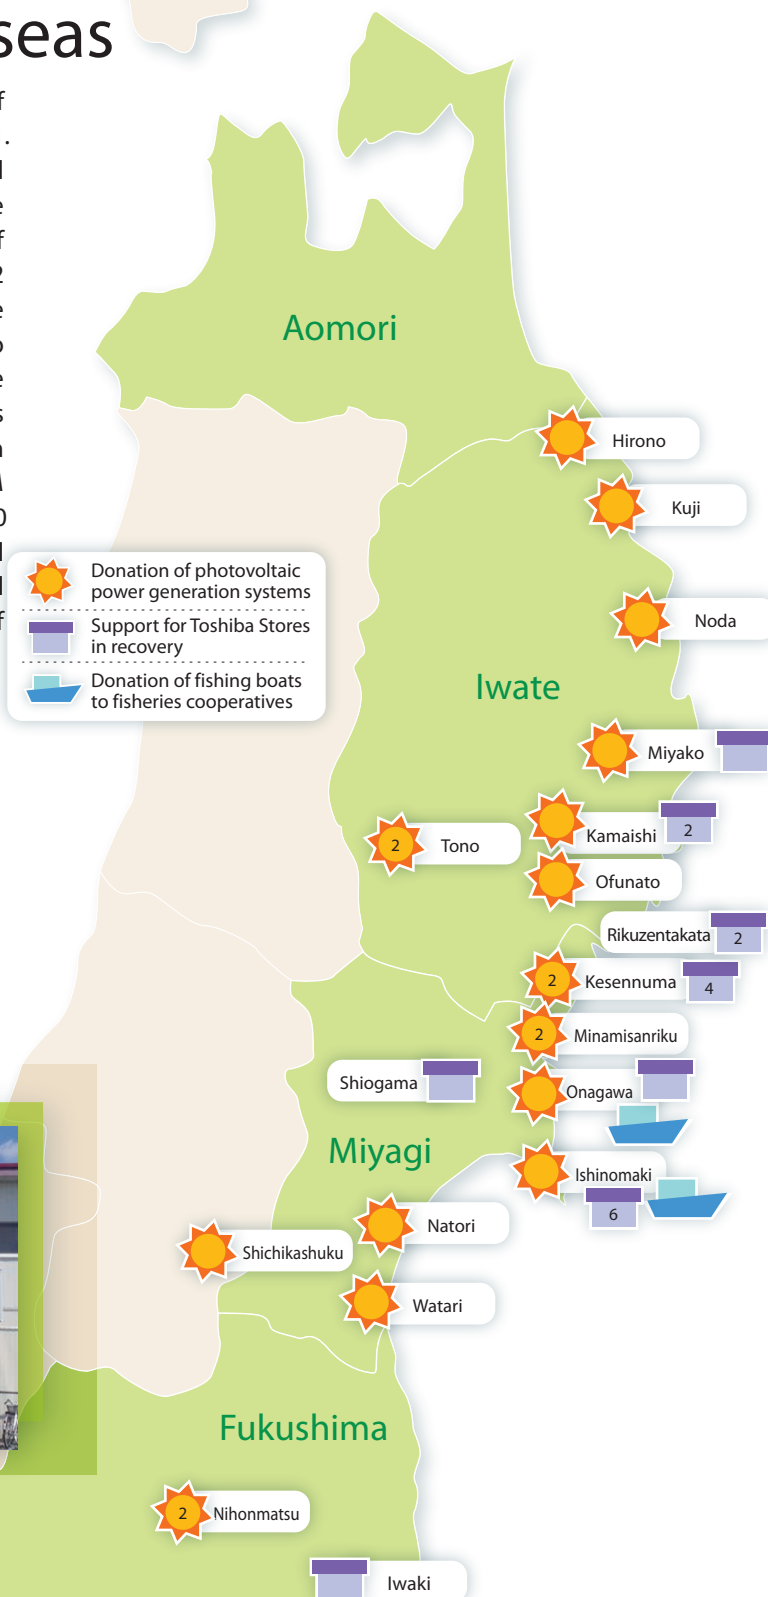 seas
f
.
l
e
f
2
e
o
e
s
n
0
l
l
f
Aomori
Hirono
Kuji
Donation of photovoltaic
power generation systems
Support for Toshiba Stores
in recovery
Donation of fishing boats
to fisheries cooperatives
Noda
Iwate
Miyako
Kamaishi
2
2
Tono
Ofunato
Rikuzentakata
2
2
Kesennuma
4
2
Minamisanriku
Shiogama
Onagawa
Miyagi
Ishinomaki
6
Natori
Shichikashuku
Watari
Fukushima
2
Nihonmatsu
Iwaki